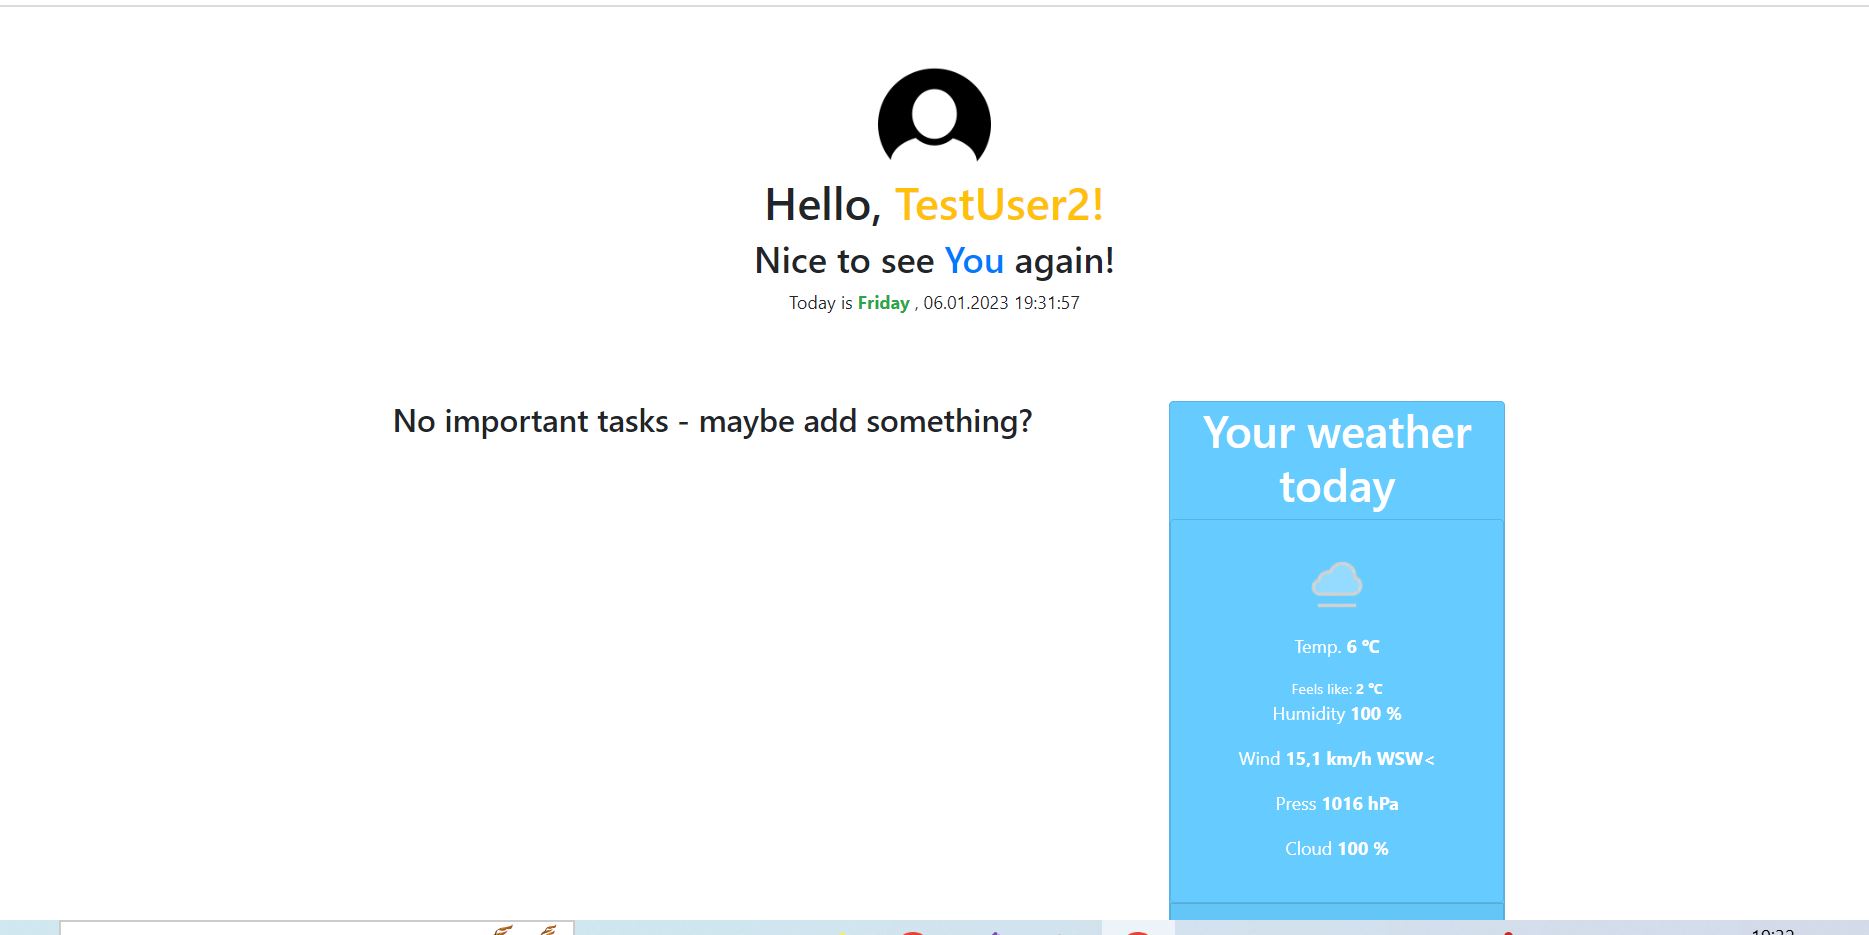 Hello, TestUser2!
Nice to see You again!
Today is Friday , 06.01.2023 19:31:57
No important tasks - maybe add something?
Your weather
today
Temp. 6 °C
Feels like: 2 °C
Humidity 100 %
Wind 15,1 km/h WSW<
Press 1016 hPa
Cloud 100 %